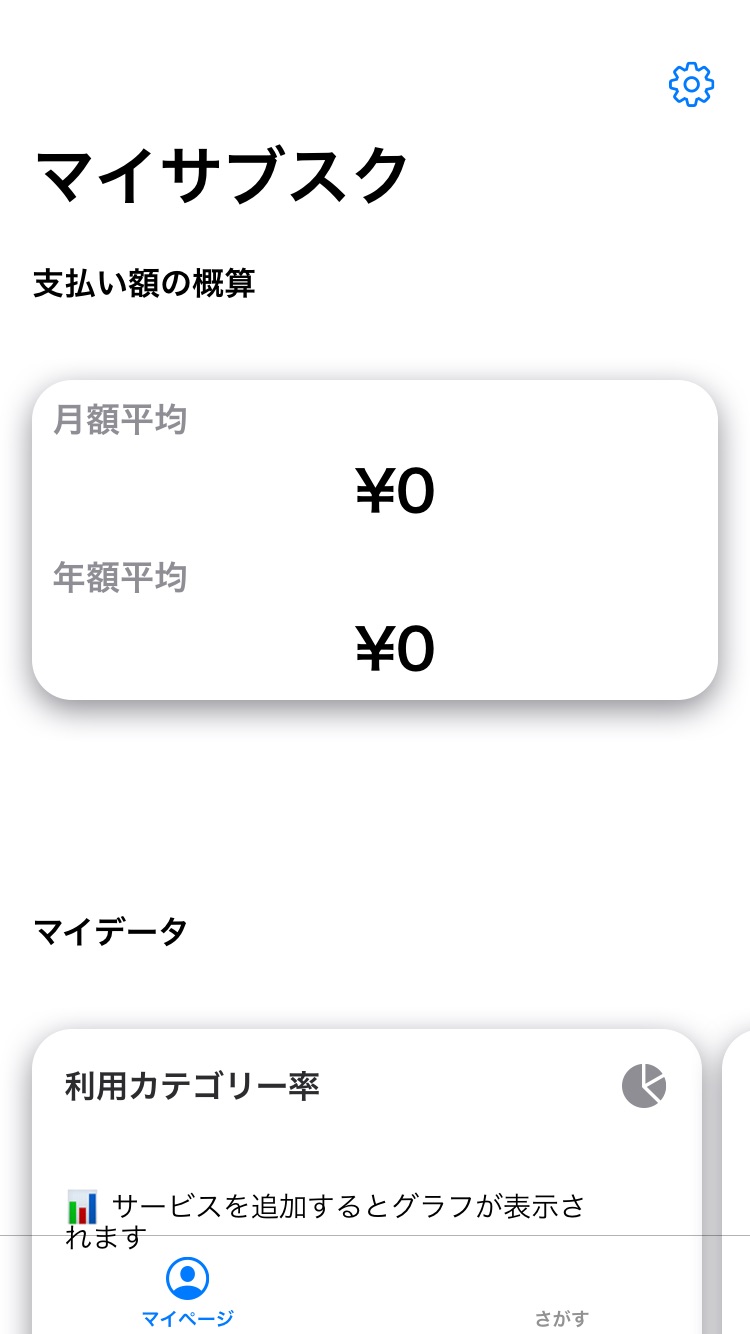 マイサブスク
支払い額の概算
月額平均
¥0
年額平均
¥0
マイデータ
利用カテゴリー率
📊 サービスを追加するとグラフが表示さ
れます
マイページ
さがす